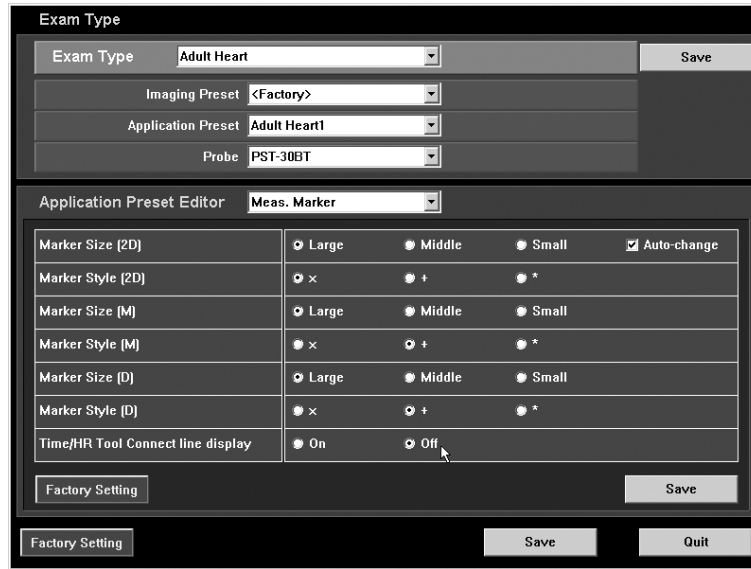 Exam Type
Exam Type Adult Heart Save
Imaging Preset <Factory>
Application Preset Adult Heart1
Probe PST-30BT
Application Preset Editor Meas. Marker
Marker Size (2D) Large Middle Small Auto-change
Marker Style (2D) × + *
Marker Size (M) Large Middle Small
Marker Style (M) × + *
Marker Size (D) Large Middle Small
Marker Style (D) × + *
Time/HR Tool Connect line display On Off
Factory Setting Save
Factory Setting Save Quit